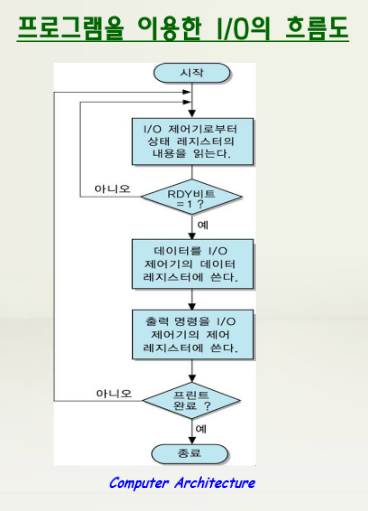 프로그램을 이용한 I/O의 흐름도
시작
I/O 제어기로부터
상태 레지스터의
내용을 읽는다.
아니오
RDY비트
=1 ?
예
데이터를 I/O
제어기의 데이터
레지스터에 쓴다.
출력 명령을 I/O
제어기의 제어
레지스터에 쓴다.
아니오
프린트
완료 ?
예
종료
Computer Architecture